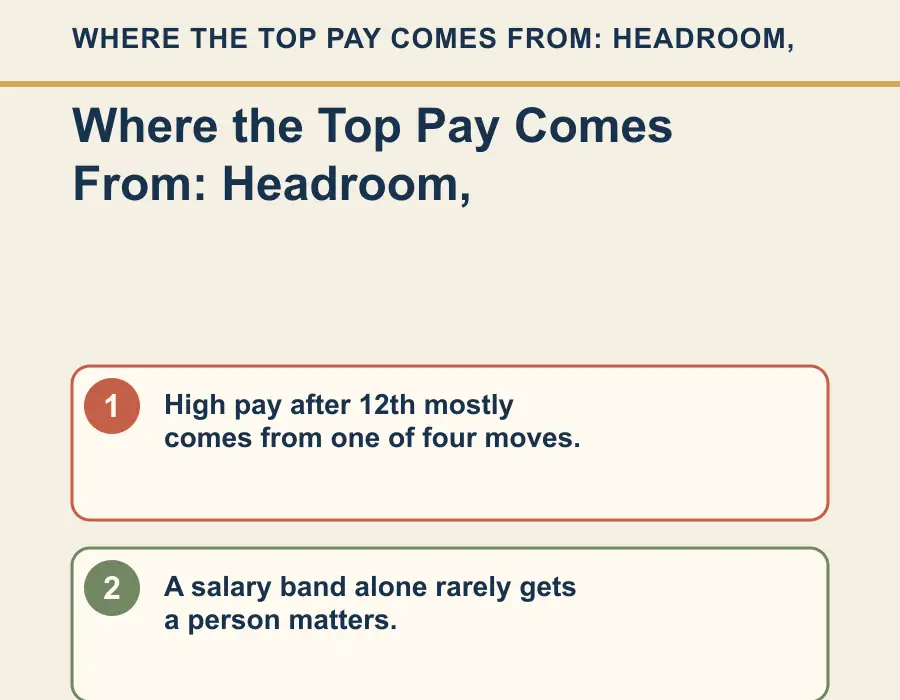 WHERE THE TOP PAY COMES FROM: HEADROOM,
Where the Top Pay Comes
From: Headroom,
1
High pay after 12th mostly
comes from one of four moves.
2
A salary band alone rarely gets
a person matters.